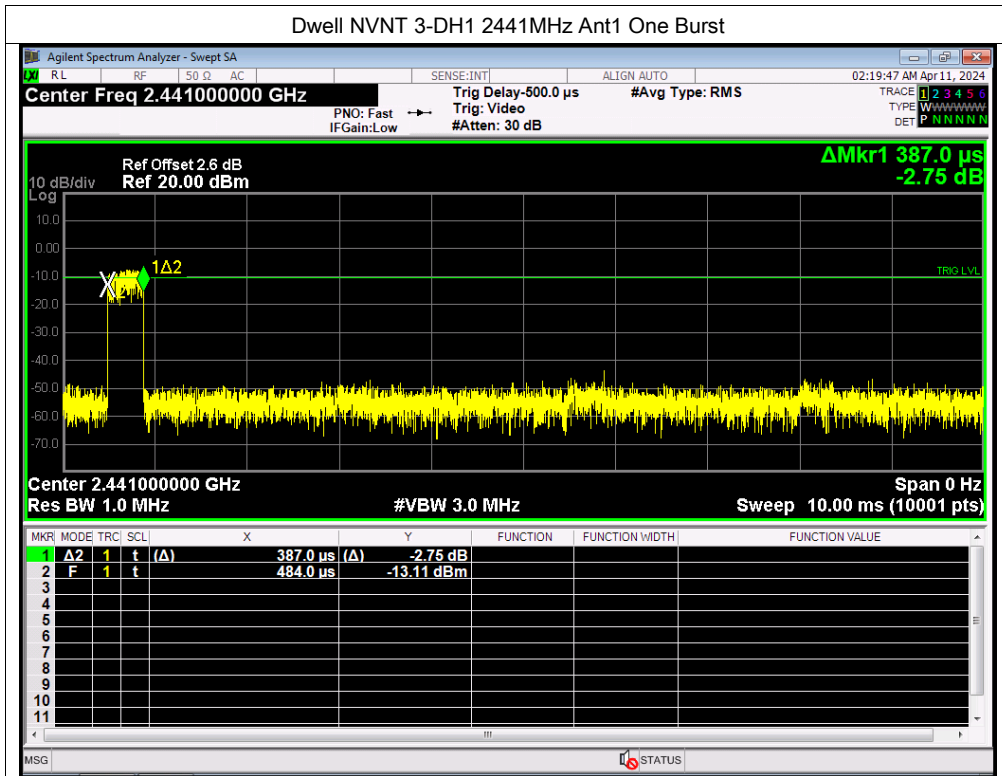 Dwell NVNT 3-DH1 2441MHz Ant1 One Burst
Agilent Spectrum Analyzer - Swept SA
LXI RL RF 50 Ω AC SENSE:INT ALIGN AUTO 02:19:47 AM Apr 11, 2024
Center Freq 2.441000000 GHz Trig Delay-500.0 µs #Avg Type: RMS TRACE 1 2 3 4 5 6
PNO: Fast Trig: Video TYPE WWWWWWW
IFGain:Low #Atten: 30 dB DET P N N N N N
ΔMkr1 387.0 µs
-2.75 dB
Ref Offset 2.6 dB
10 dB/div Ref 20.00 dBm
Log
10.0
0.00
1Δ2
-10.0 TRIG LVL
-20.0
-30.0
-40.0
-50.0
-60.0
-70.0
Center 2.441000000 GHz Span 0 Hz
Res BW 1.0 MHz #VBW 3.0 MHz Sweep 10.00 ms (10001 pts)
MKR MODE TRC SCL X Y FUNCTION FUNCTION WIDTH FUNCTION VALUE
1 Δ2 1 t (Δ) 387.0 µs (Δ) -2.75 dB
2 F 1 t 484.0 µs -13.11 dBm
3
4
5
6
7
8
9
10
11
MSG STATUS